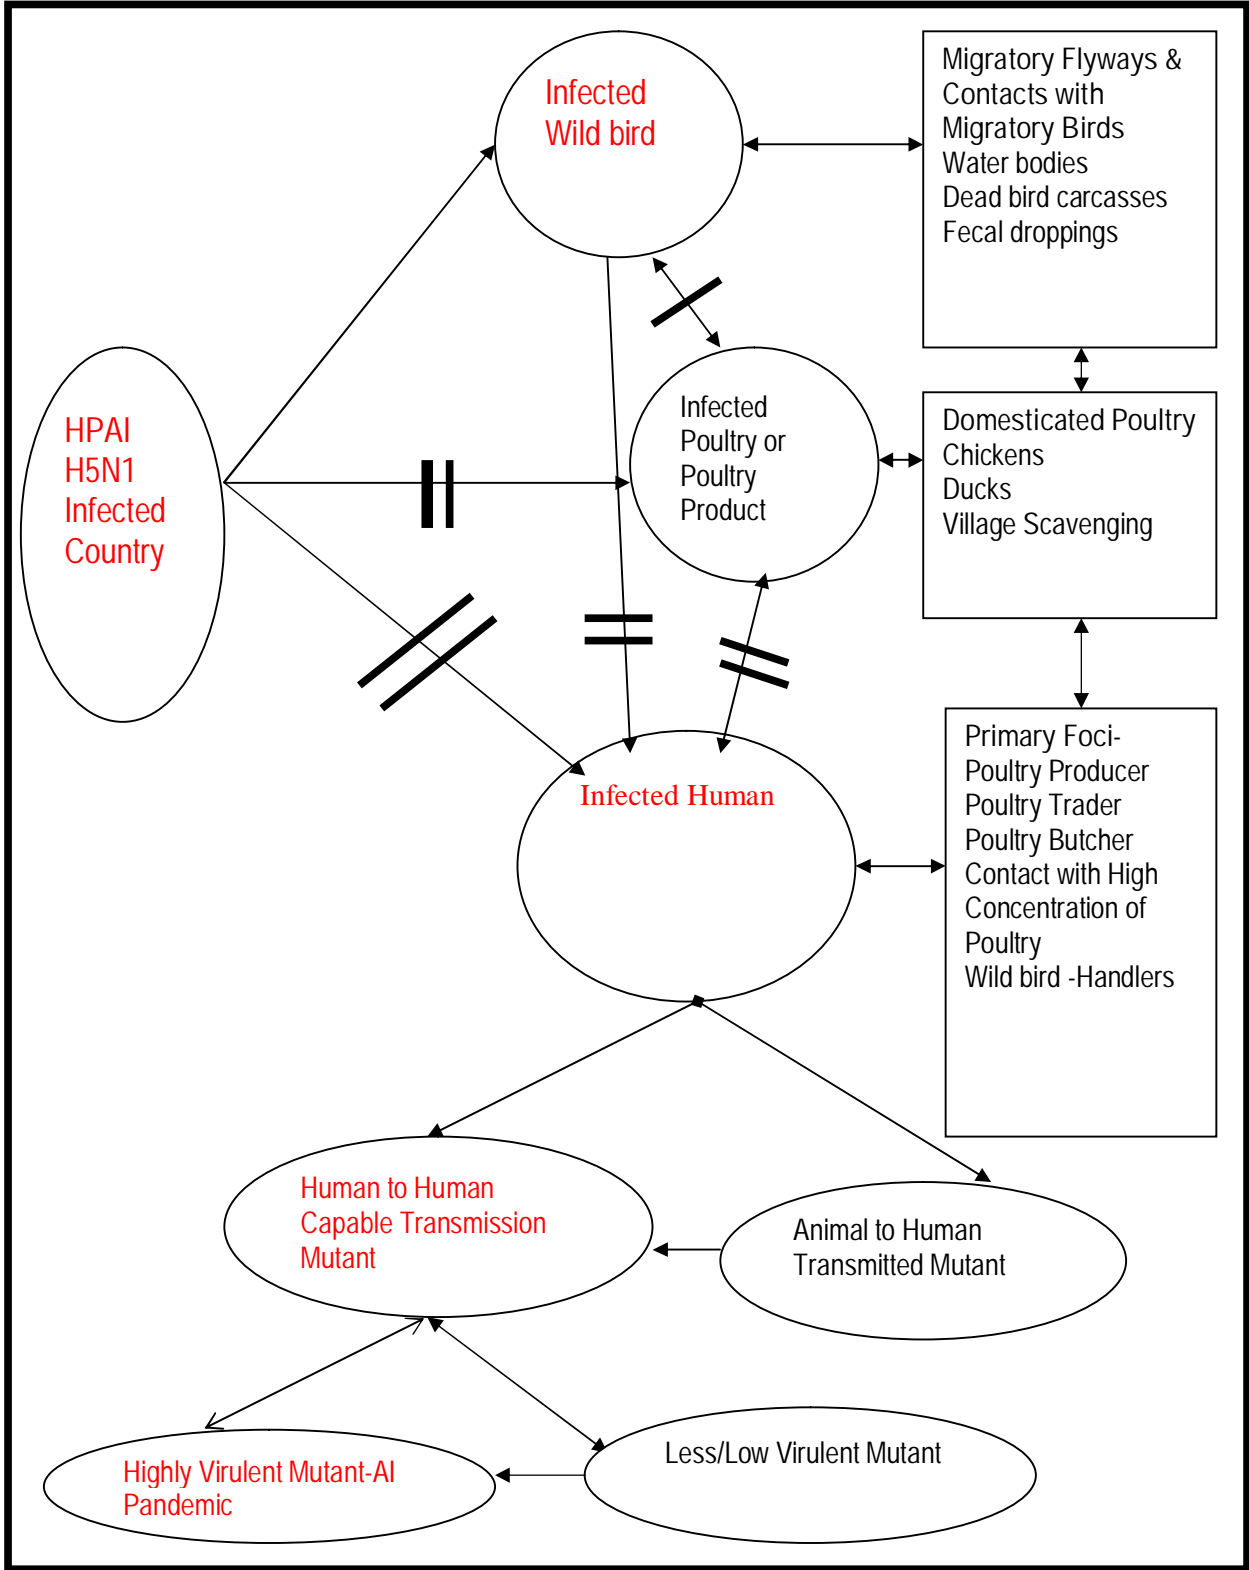 Infected
Wild bird
Migratory Flyways &
Contacts with
Migratory Birds
Water bodies
Dead bird carcasses
Fecal droppings
HPAI
H5N1
Infected
Country
Infected
Poultry or
Poultry
Product
Domesticated Poultry
Chickens
Ducks
Village Scavenging
Infected Human
Primary Foci-
Poultry Producer
Poultry Trader
Poultry Butcher
Contact with High
Concentration of
Poultry
Wild bird -Handlers
Human to Human
Capable Transmission
Mutant
Animal to Human
Transmitted Mutant
Highly Virulent Mutant-AI
Pandemic
Less/Low Virulent Mutant